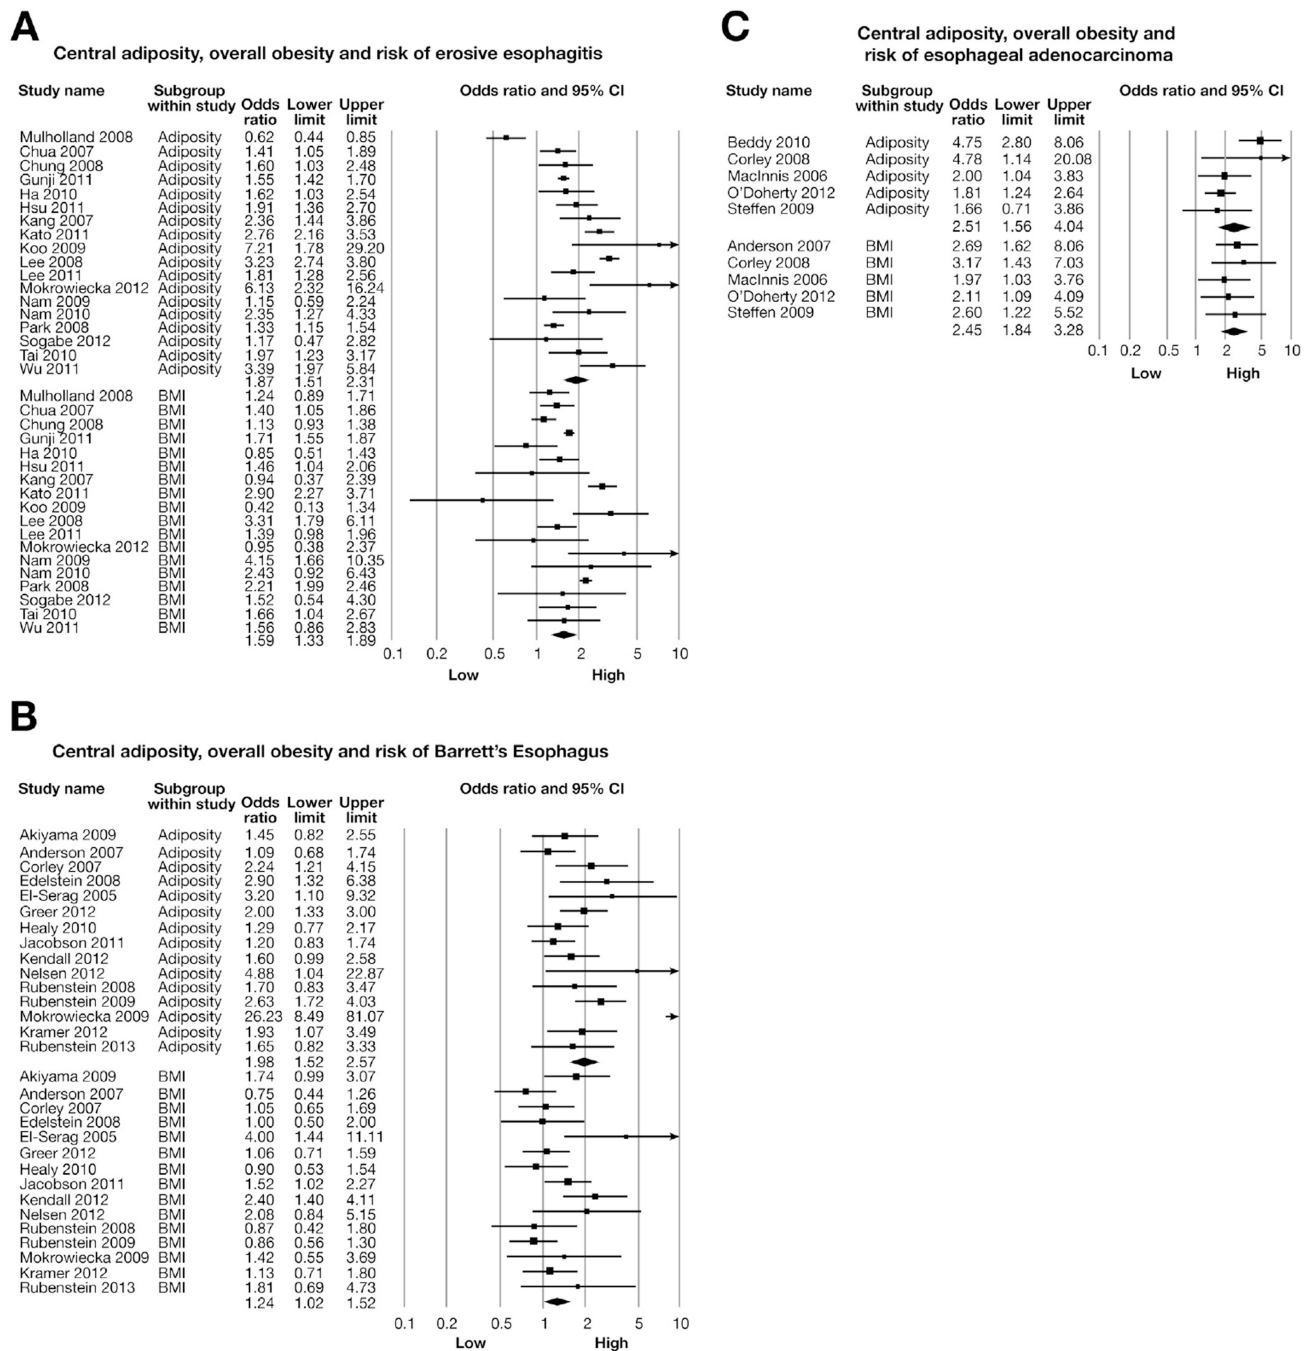 A
Central adiposity, overall obesity and risk of erosive esophagitis
Study name Subgroup within study Odds ratio Lower limit Upper limit Odds ratio and 95% CI
Mulholland 2008 Adiposity 0.62 0.44 0.85
Chua 2007 Adiposity 1.41 1.05 1.89
Chung 2008 Adiposity 1.60 1.03 2.48
Gunji 2011 Adiposity 1.55 1.42 1.70
Ha 2010 Adiposity 1.62 1.03 2.54
Hsu 2011 Adiposity 1.91 1.36 2.70
Kang 2007 Adiposity 2.36 1.44 3.86
Kato 2011 Adiposity 2.76 2.16 3.53
Koo 2009 Adiposity 7.21 1.78 29.20
Lee 2008 Adiposity 3.23 2.74 3.80
Lee 2011 Adiposity 1.81 1.28 2.56
Mokrowiecka 2012 Adiposity 6.13 2.32 16.24
Nam 2009 Adiposity 1.15 0.59 2.24
Nam 2010 Adiposity 2.35 1.27 4.33
Park 2008 Adiposity 1.33 1.15 1.54
Sogabe 2012 Adiposity 1.17 0.47 2.82
Tai 2010 Adiposity 1.97 1.23 3.17
Wu 2011 Adiposity 3.39 1.97 5.84
1.87 1.51 2.31
Mulholland 2008 BMI 1.24 0.89 1.71
Chua 2007 BMI 1.40 1.05 1.86
Chung 2008 BMI 1.13 0.93 1.38
Gunji 2011 BMI 1.71 1.55 1.87
Ha 2010 BMI 0.85 0.51 1.43
Hsu 2011 BMI 1.46 1.04 2.06
Kang 2007 BMI 0.94 0.37 2.39
Kato 2011 BMI 2.90 2.27 3.71
Koo 2009 BMI 0.42 0.13 1.34
Lee 2008 BMI 3.31 1.79 6.11
Lee 2011 BMI 1.39 0.98 1.96
Mokrowiecka 2012 BMI 0.95 0.38 2.37
Nam 2009 BMI 4.15 1.66 10.35
Nam 2010 BMI 2.43 0.92 6.43
Park 2008 BMI 2.21 1.99 2.46
Sogabe 2012 BMI 1.52 0.54 4.30
Tai 2010 BMI 1.66 1.04 2.67
Wu 2011 BMI 1.56 0.86 2.83
1.59 1.33 1.89
0.1 0.2 0.5 1 2 5 10
Low High
B
Central adiposity, overall obesity and risk of Barrett's Esophagus
Study name Subgroup within study Odds ratio Lower limit Upper limit Odds ratio and 95% CI
Akiyama 2009 Adiposity 1.45 0.82 2.55
Anderson 2007 Adiposity 1.09 0.68 1.74
Corley 2007 Adiposity 2.24 1.21 4.15
Edelstein 2008 Adiposity 2.90 1.32 6.38
El-Serag 2005 Adiposity 3.20 1.10 9.32
Greer 2012 Adiposity 2.00 1.33 3.00
Healy 2010 Adiposity 1.29 0.77 2.17
Jacobson 2011 Adiposity 1.20 0.83 1.74
Kendall 2012 Adiposity 1.60 0.99 2.58
Nelsen 2012 Adiposity 4.88 1.04 22.87
Rubenstein 2008 Adiposity 1.70 0.83 3.47
Rubenstein 2009 Adiposity 2.63 1.72 4.03
Mokrowiecka 2009 Adiposity 26.23 8.49 81.07
Kramer 2012 Adiposity 1.93 1.07 3.49
Rubenstein 2013 Adiposity 1.65 0.82 3.33
1.98 1.52 2.57
Akiyama 2009 BMI 1.74 0.99 3.07
Anderson 2007 BMI 0.75 0.44 1.26
Corley 2007 BMI 1.05 0.65 1.69
Edelstein 2008 BMI 1.00 0.50 2.00
El-Serag 2005 BMI 4.00 1.44 11.11
Greer 2012 BMI 1.06 0.71 1.59
Healy 2010 BMI 0.90 0.53 1.54
Jacobson 2011 BMI 1.52 1.02 2.27
Kendall 2012 BMI 2.40 1.40 4.11
Nelsen 2012 BMI 2.08 0.84 5.15
Rubenstein 2008 BMI 0.87 0.42 1.80
Rubenstein 2009 BMI 0.86 0.56 1.30
Mokrowiecka 2009 BMI 1.42 0.55 3.69
Kramer 2012 BMI 1.13 0.71 1.80
Rubenstein 2013 BMI 1.81 0.69 4.73
1.24 1.02 1.52
0.1 0.2 0.5 1 2 5 10
Low High
C
Central adiposity, overall obesity and
risk of esophageal adenocarcinoma
Study name Subgroup within study Odds ratio Lower limit Upper limit Odds ratio and 95% CI
Beddy 2010 Adiposity 4.75 2.80 8.06
Corley 2008 Adiposity 4.78 1.14 20.08
MacInnis 2006 Adiposity 2.00 1.04 3.83
O'Doherty 2012 Adiposity 1.81 1.24 2.64
Steffen 2009 Adiposity 1.66 0.71 3.86
2.51 1.56 4.04
Anderson 2007 BMI 2.69 1.62 8.06
Corley 2008 BMI 3.17 1.43 7.03
MacInnis 2006 BMI 1.97 1.03 3.76
O'Doherty 2012 BMI 2.11 1.09 4.09
Steffen 2009 BMI 2.60 1.22 5.52
2.45 1.84 3.28
0.1 0.2 0.5 1 2 5 10
Low High